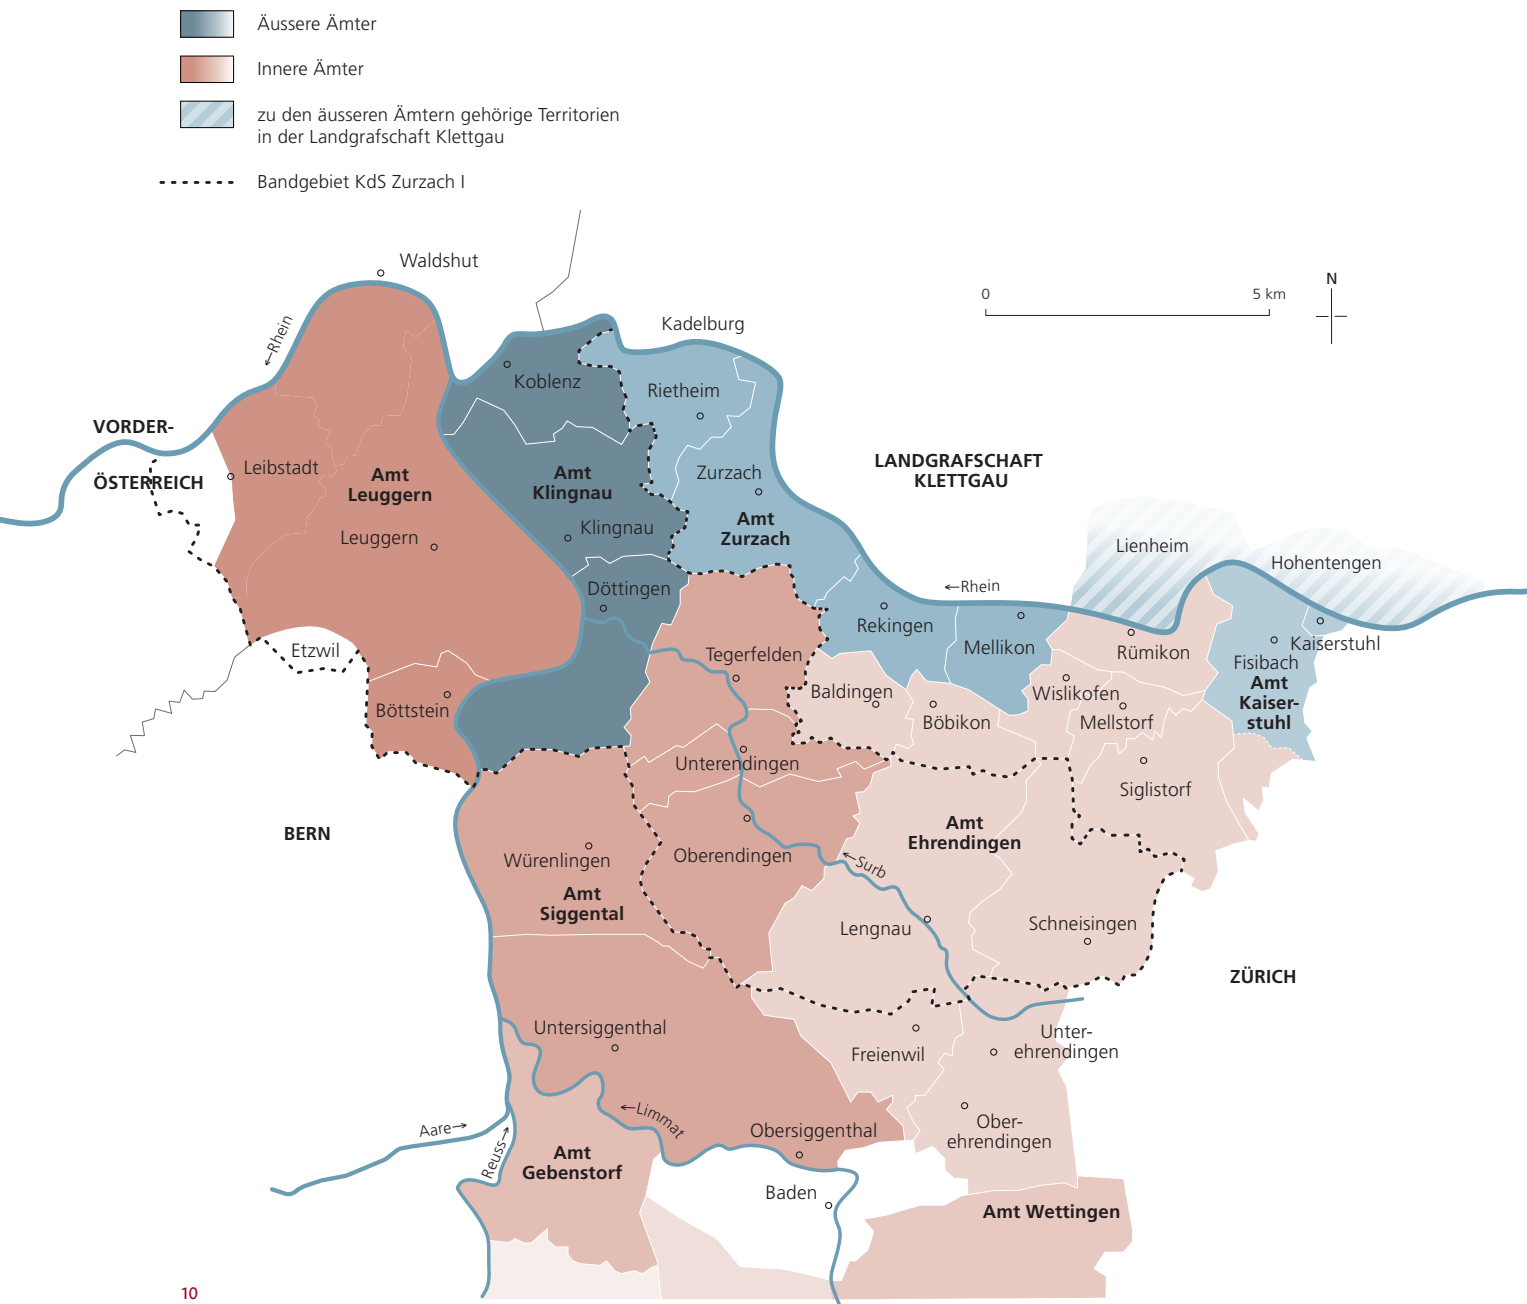 Äussere Ämter
Innere Ämter
zu den äusseren Ämtern gehörige Territorien
in der Landgrafschaft Klettgau
Bandgebiet KdS Zurzach I
Waldshut
N
0
5 km
←Rhein
Kadelburg
Koblenz
Rietheim
VORDER-
ÖSTERREICH
Leibstadt
Amt
Leuggern
Leuggern
Amt
Klingnau
Klingnau
Zurzach
Amt
Zurzach
LANDGRAFSCHAFT
KLETTGAU
Lienheim
Hohentengen
←Rhein
Döttingen
Rekingen
Mellikon
Rümikon
Kaiserstuhl
Fisibach
Amt
Kaiser-
stuhl
Etzwil
Tegerfelden
Baldingen
Böbikon
Wislikofen
Mellstorf
Böttstein
Unterendingen
Siglistorf
BERN
Amt
Ehrendingen
Würenlingen
Oberendingen
←Surb
Amt
Siggental
Lengnau
Schneisingen
ZÜRICH
Untersiggenthal
Freienwil
Unter-
ehrendingen
←Limmat
Aare→
Reuss→
Obersiggenthal
Ober-
ehrendingen
Amt
Gebenstorf
Baden
Amt Wettingen
10